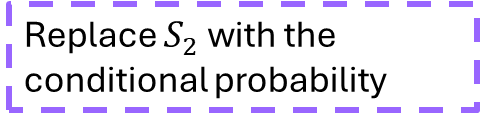 Replace S₂ with the
conditional probability